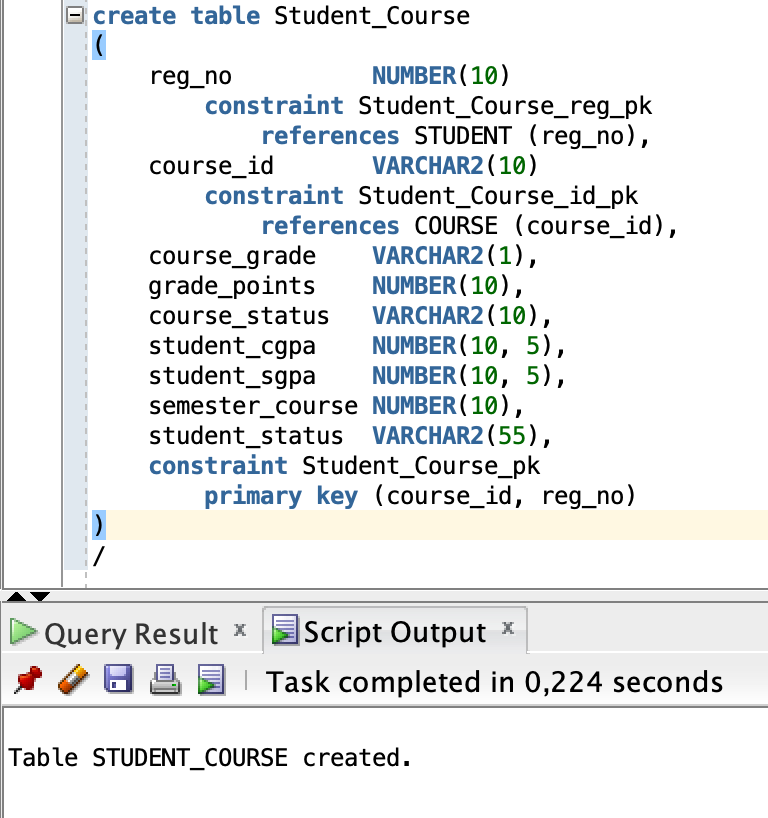 create table Student_Course
(
    reg_no          NUMBER(10)
        constraint Student_Course_reg_pk
            references STUDENT (reg_no),
    course_id       VARCHAR2(10)
        constraint Student_Course_id_pk
            references COURSE (course_id),
    course_grade    VARCHAR2(1),
    grade_points    NUMBER(10),
    course_status   VARCHAR2(10),
    student_cgpa    NUMBER(10, 5),
    student_sgpa    NUMBER(10, 5),
    semester_course NUMBER(10),
    student_status  VARCHAR2(55),
    constraint Student_Course_pk
        primary key (course_id, reg_no)
)
/
Query Result x Script Output x
Task completed in 0,224 seconds
Table STUDENT_COURSE created.